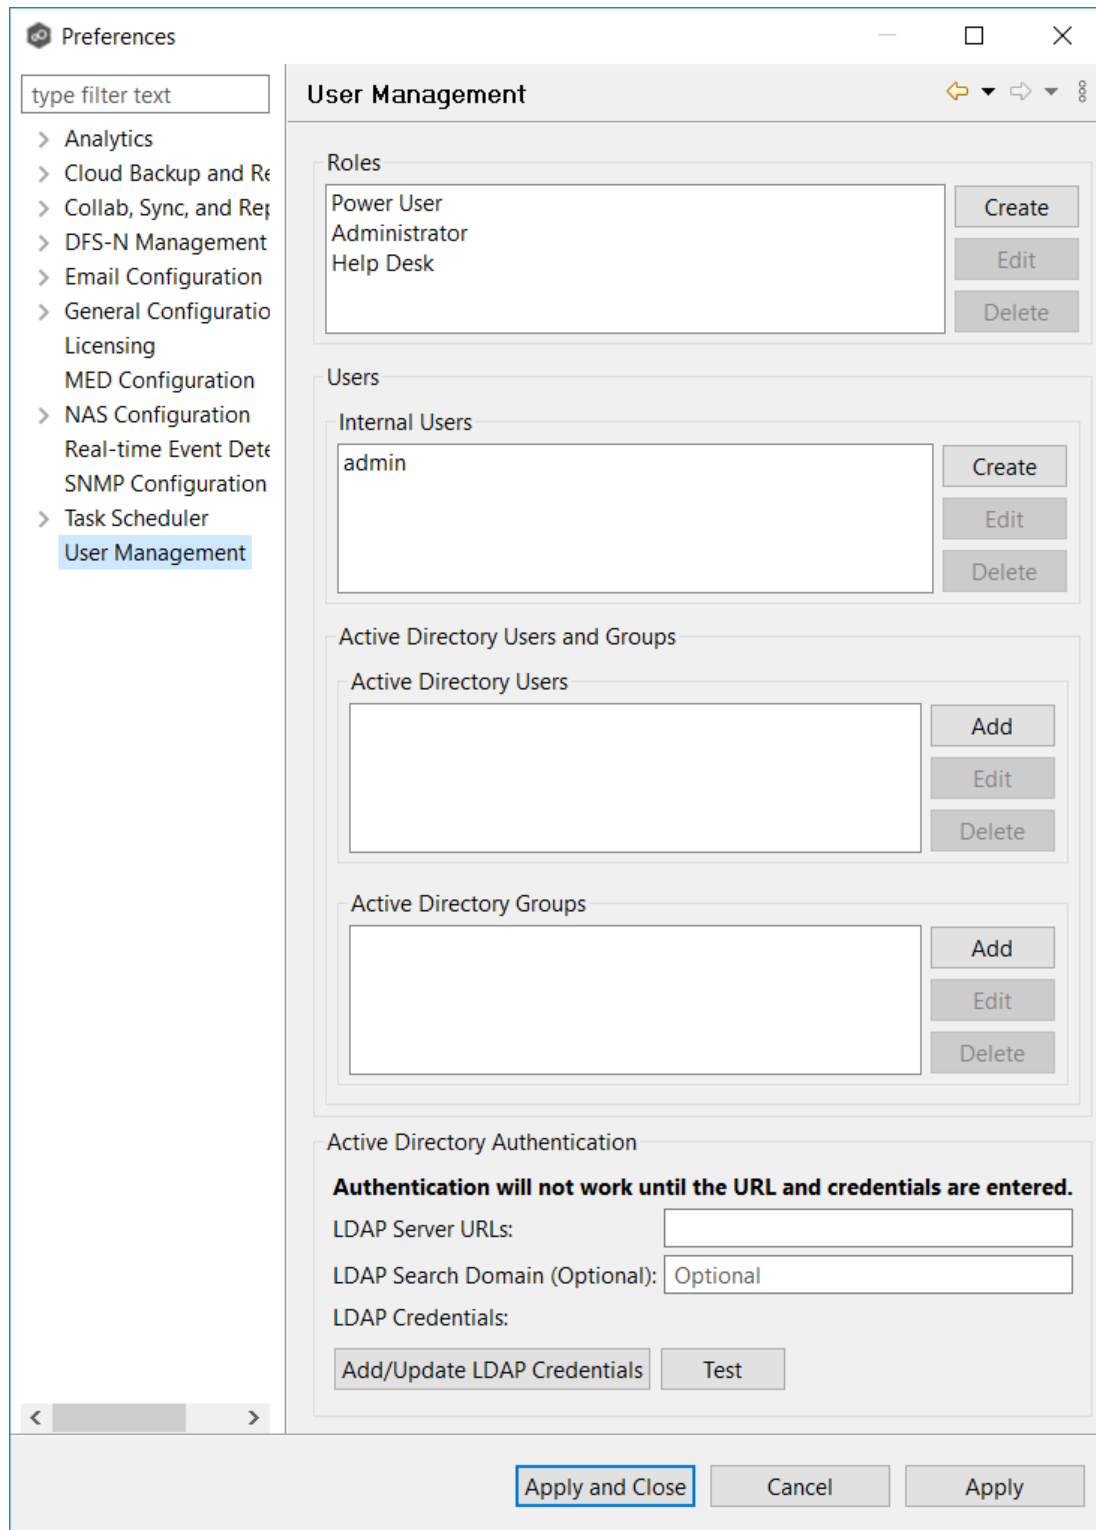 Preferences
type filter text
Analytics
Cloud Backup and Re
Collab, Sync, and Rep
DFS-N Management
Email Configuration
General Configuratio
Licensing
MED Configuration
NAS Configuration
Real-time Event Dete
SNMP Configuration
Task Scheduler
User Management
User Management
Roles
Power User
Administrator
Help Desk
Create
Edit
Delete
Users
Internal Users
admin
Create
Edit
Delete
Active Directory Users and Groups
Active Directory Users
Add
Edit
Delete
Active Directory Groups
Add
Edit
Delete
Active Directory Authentication
Authentication will not work until the URL and credentials are entered.
LDAP Server URLs:
LDAP Search Domain (Optional): Optional
LDAP Credentials:
Add/Update LDAP Credentials Test
Apply and Close Cancel Apply